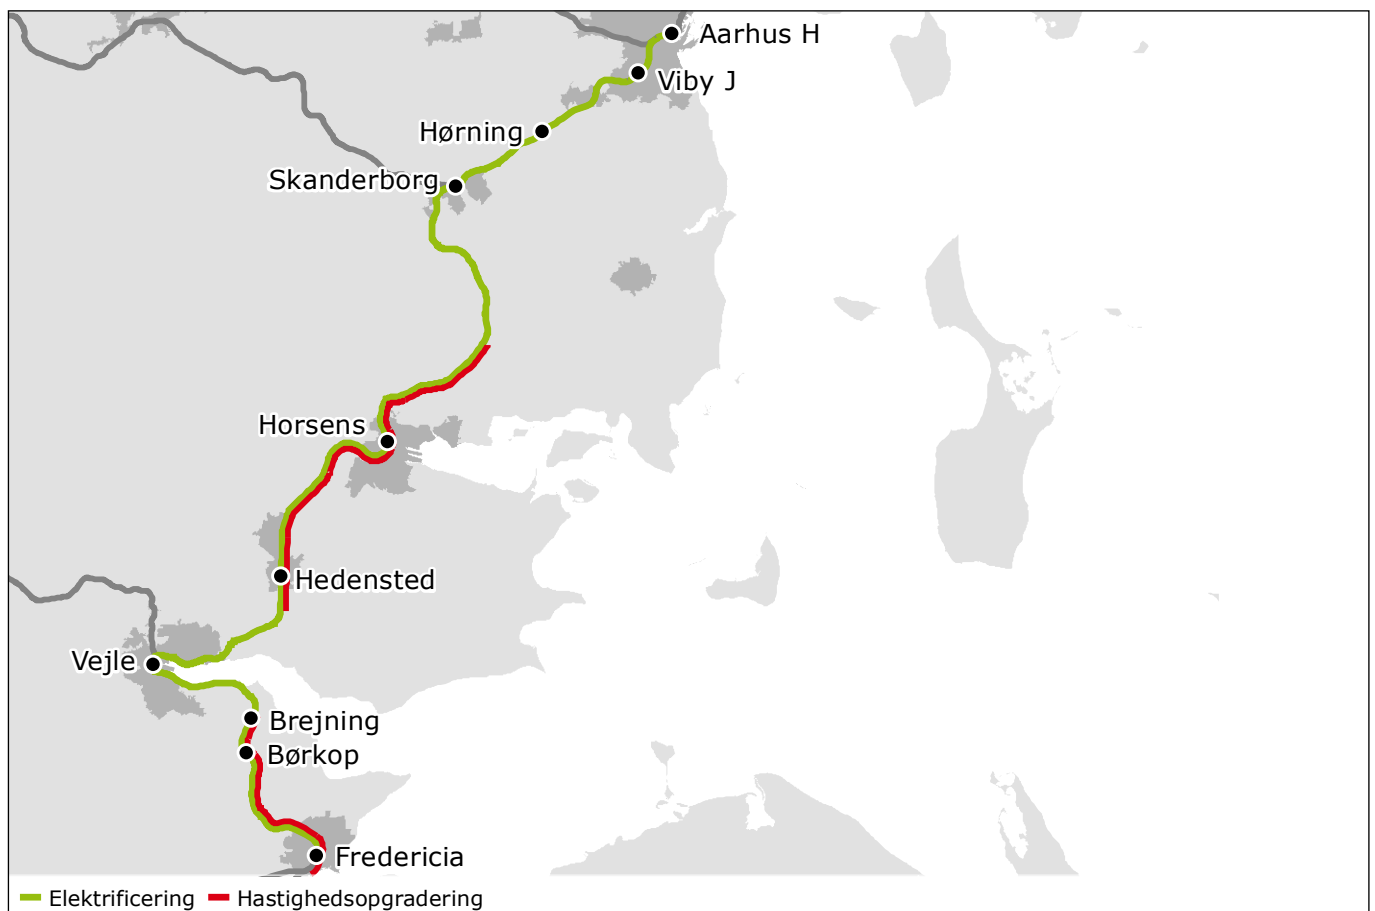 Aarhus H
Viby J
Hørning
Skanderborg
Horsens
Hedensted
Vejle
Brejning
Børkop
Fredericia
Elektrificering
Hastighedsopgradering